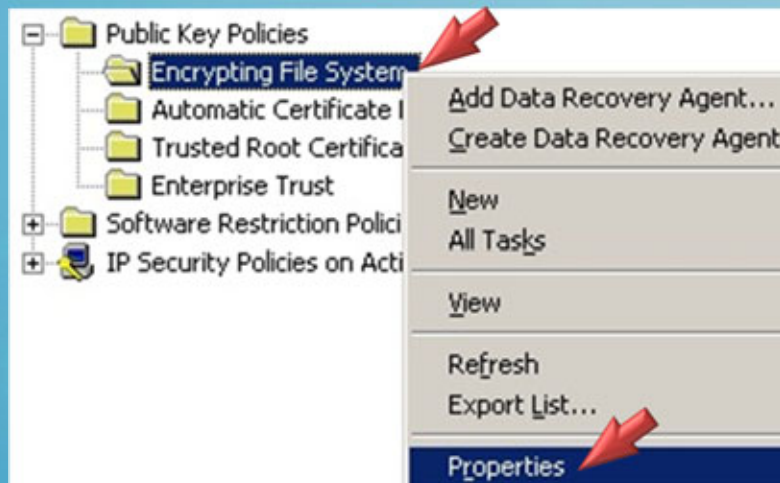 Public Key Policies
Encrypting File System
Automatic Certificate
Trusted Root Certifica
Enterprise Trust
Software Restriction Polici
IP Security Policies on Acti
Add Data Recovery Agent...
Create Data Recovery Agent
New
All Tasks
View
Refresh
Export List...
Properties